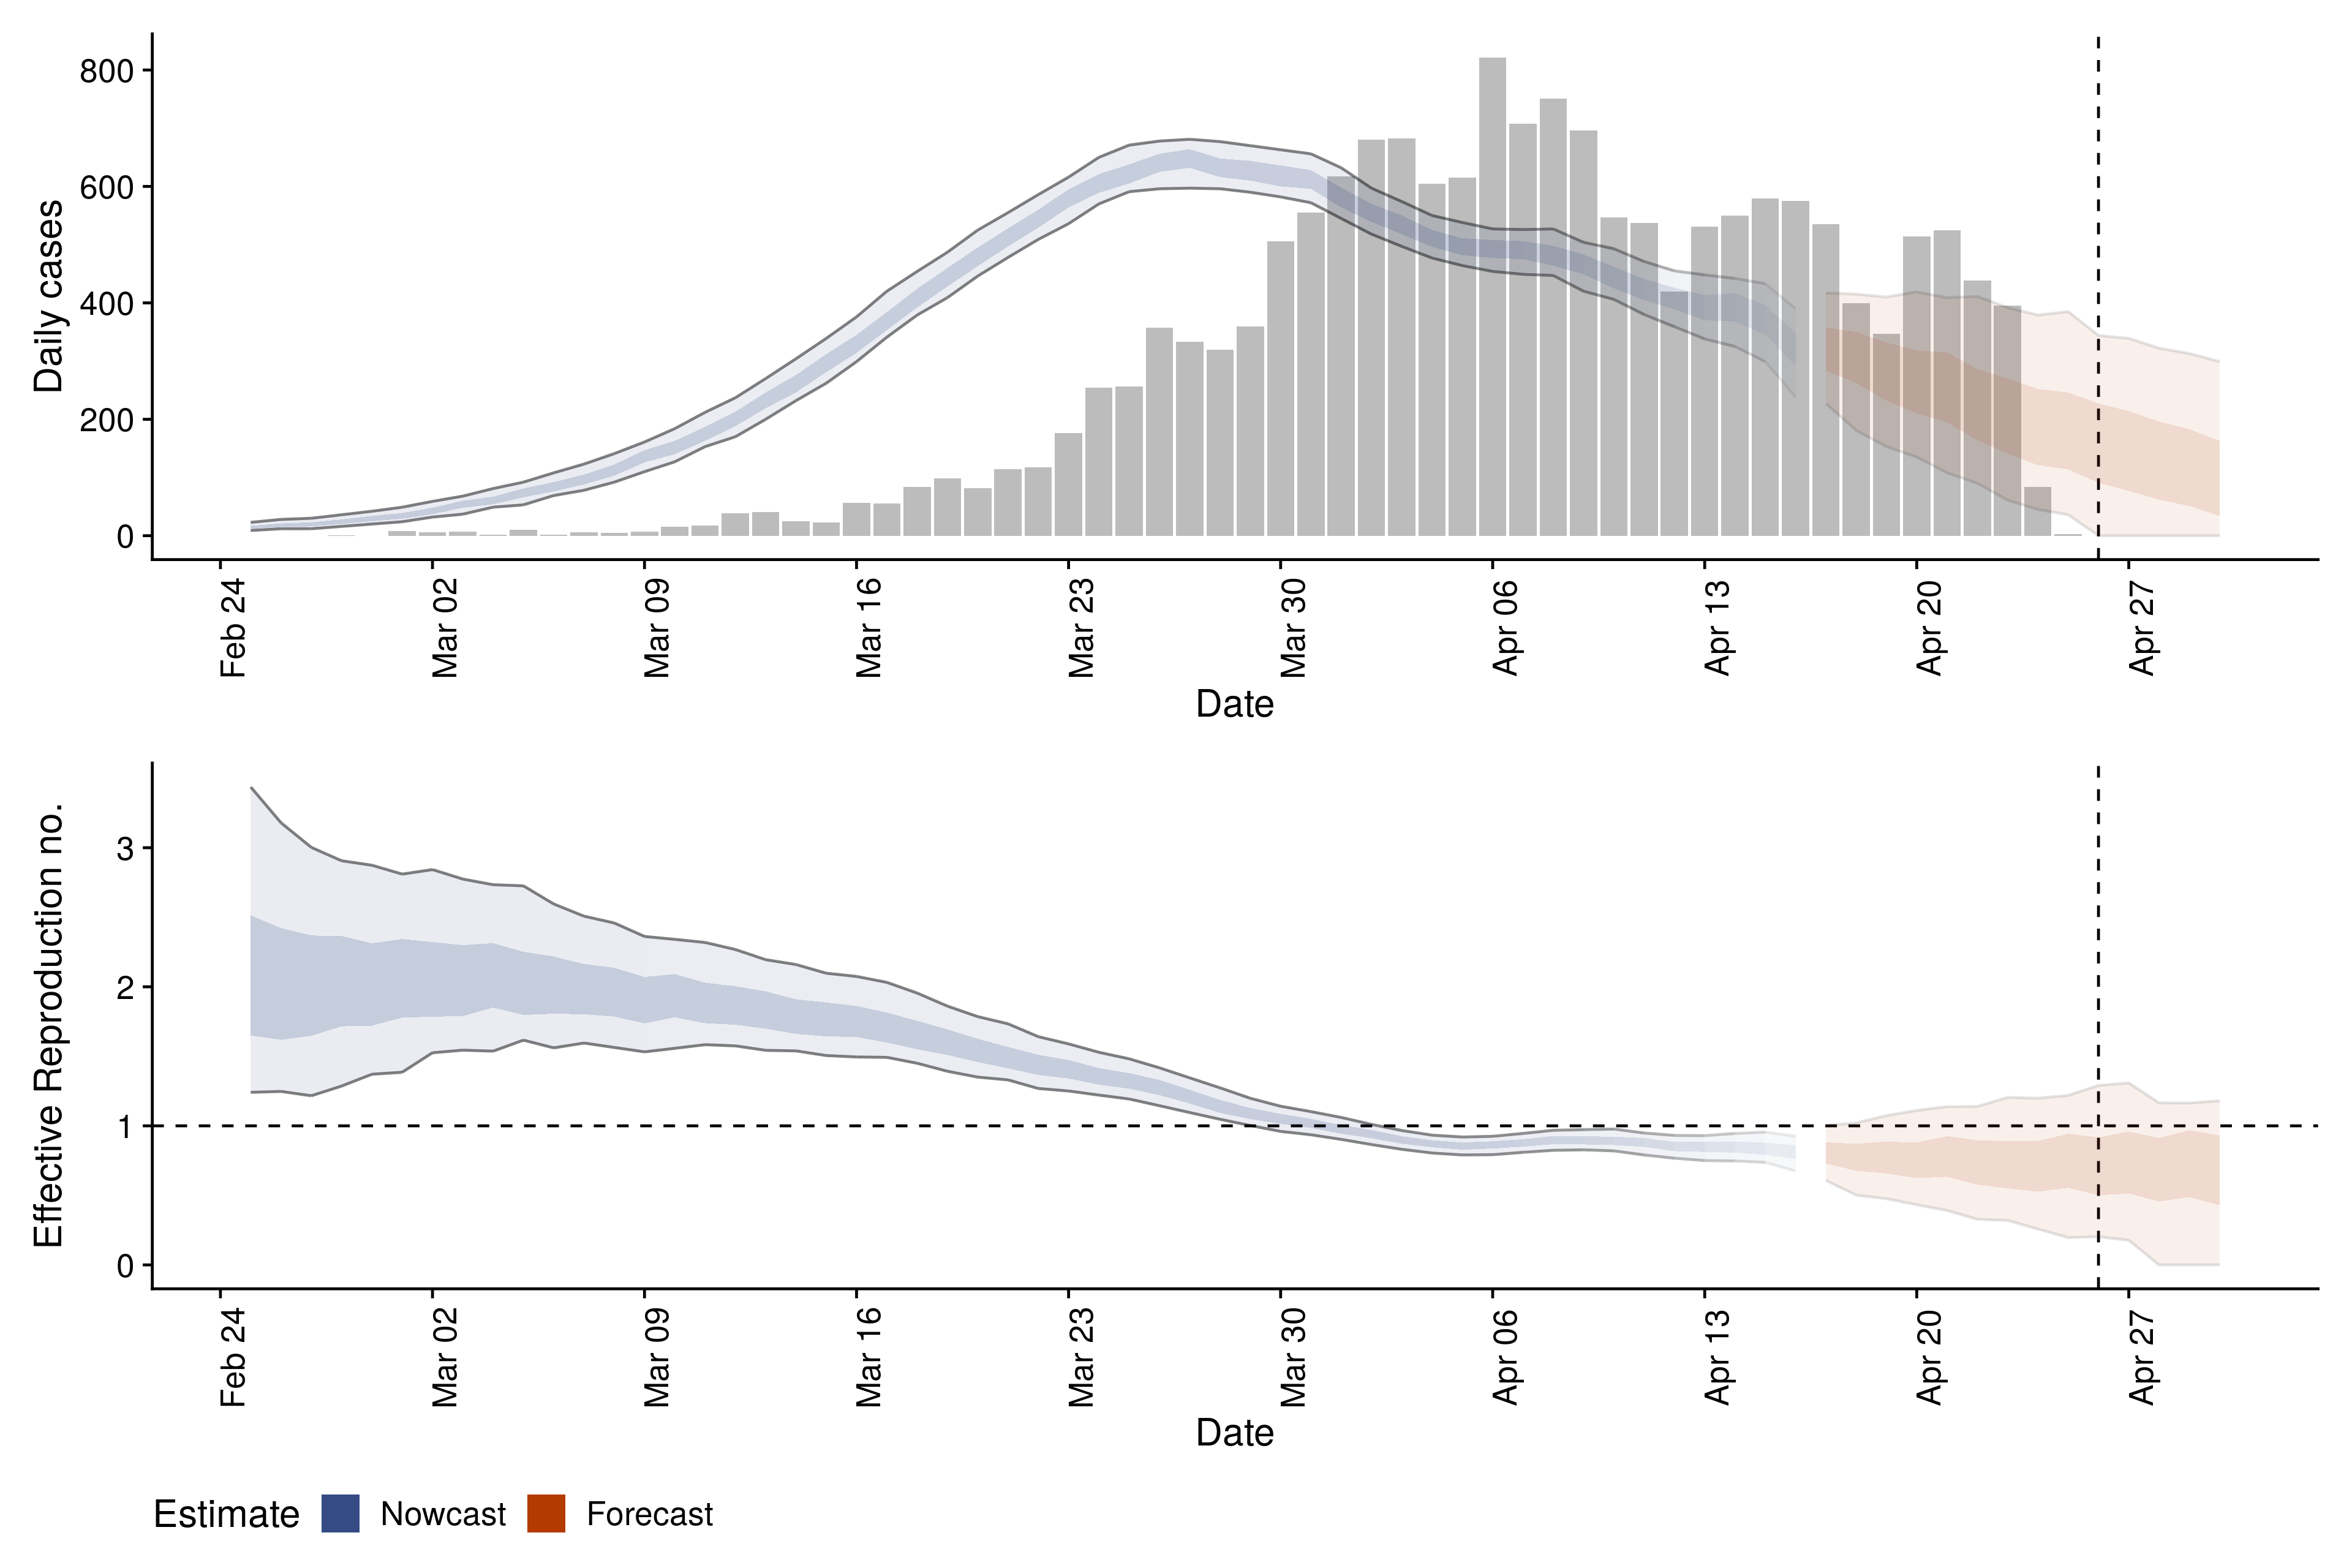 Daily cases
800
600
400
200
0
Feb 24
Mar 02
Mar 09
Mar 16
Mar 23
Mar 30
Apr 06
Apr 13
Apr 20
Apr 27
Date
Effective Reproduction no.
3
2
1
0
Feb 24
Mar 02
Mar 09
Mar 16
Mar 23
Mar 30
Apr 06
Apr 13
Apr 20
Apr 27
Date
Estimate Nowcast Forecast